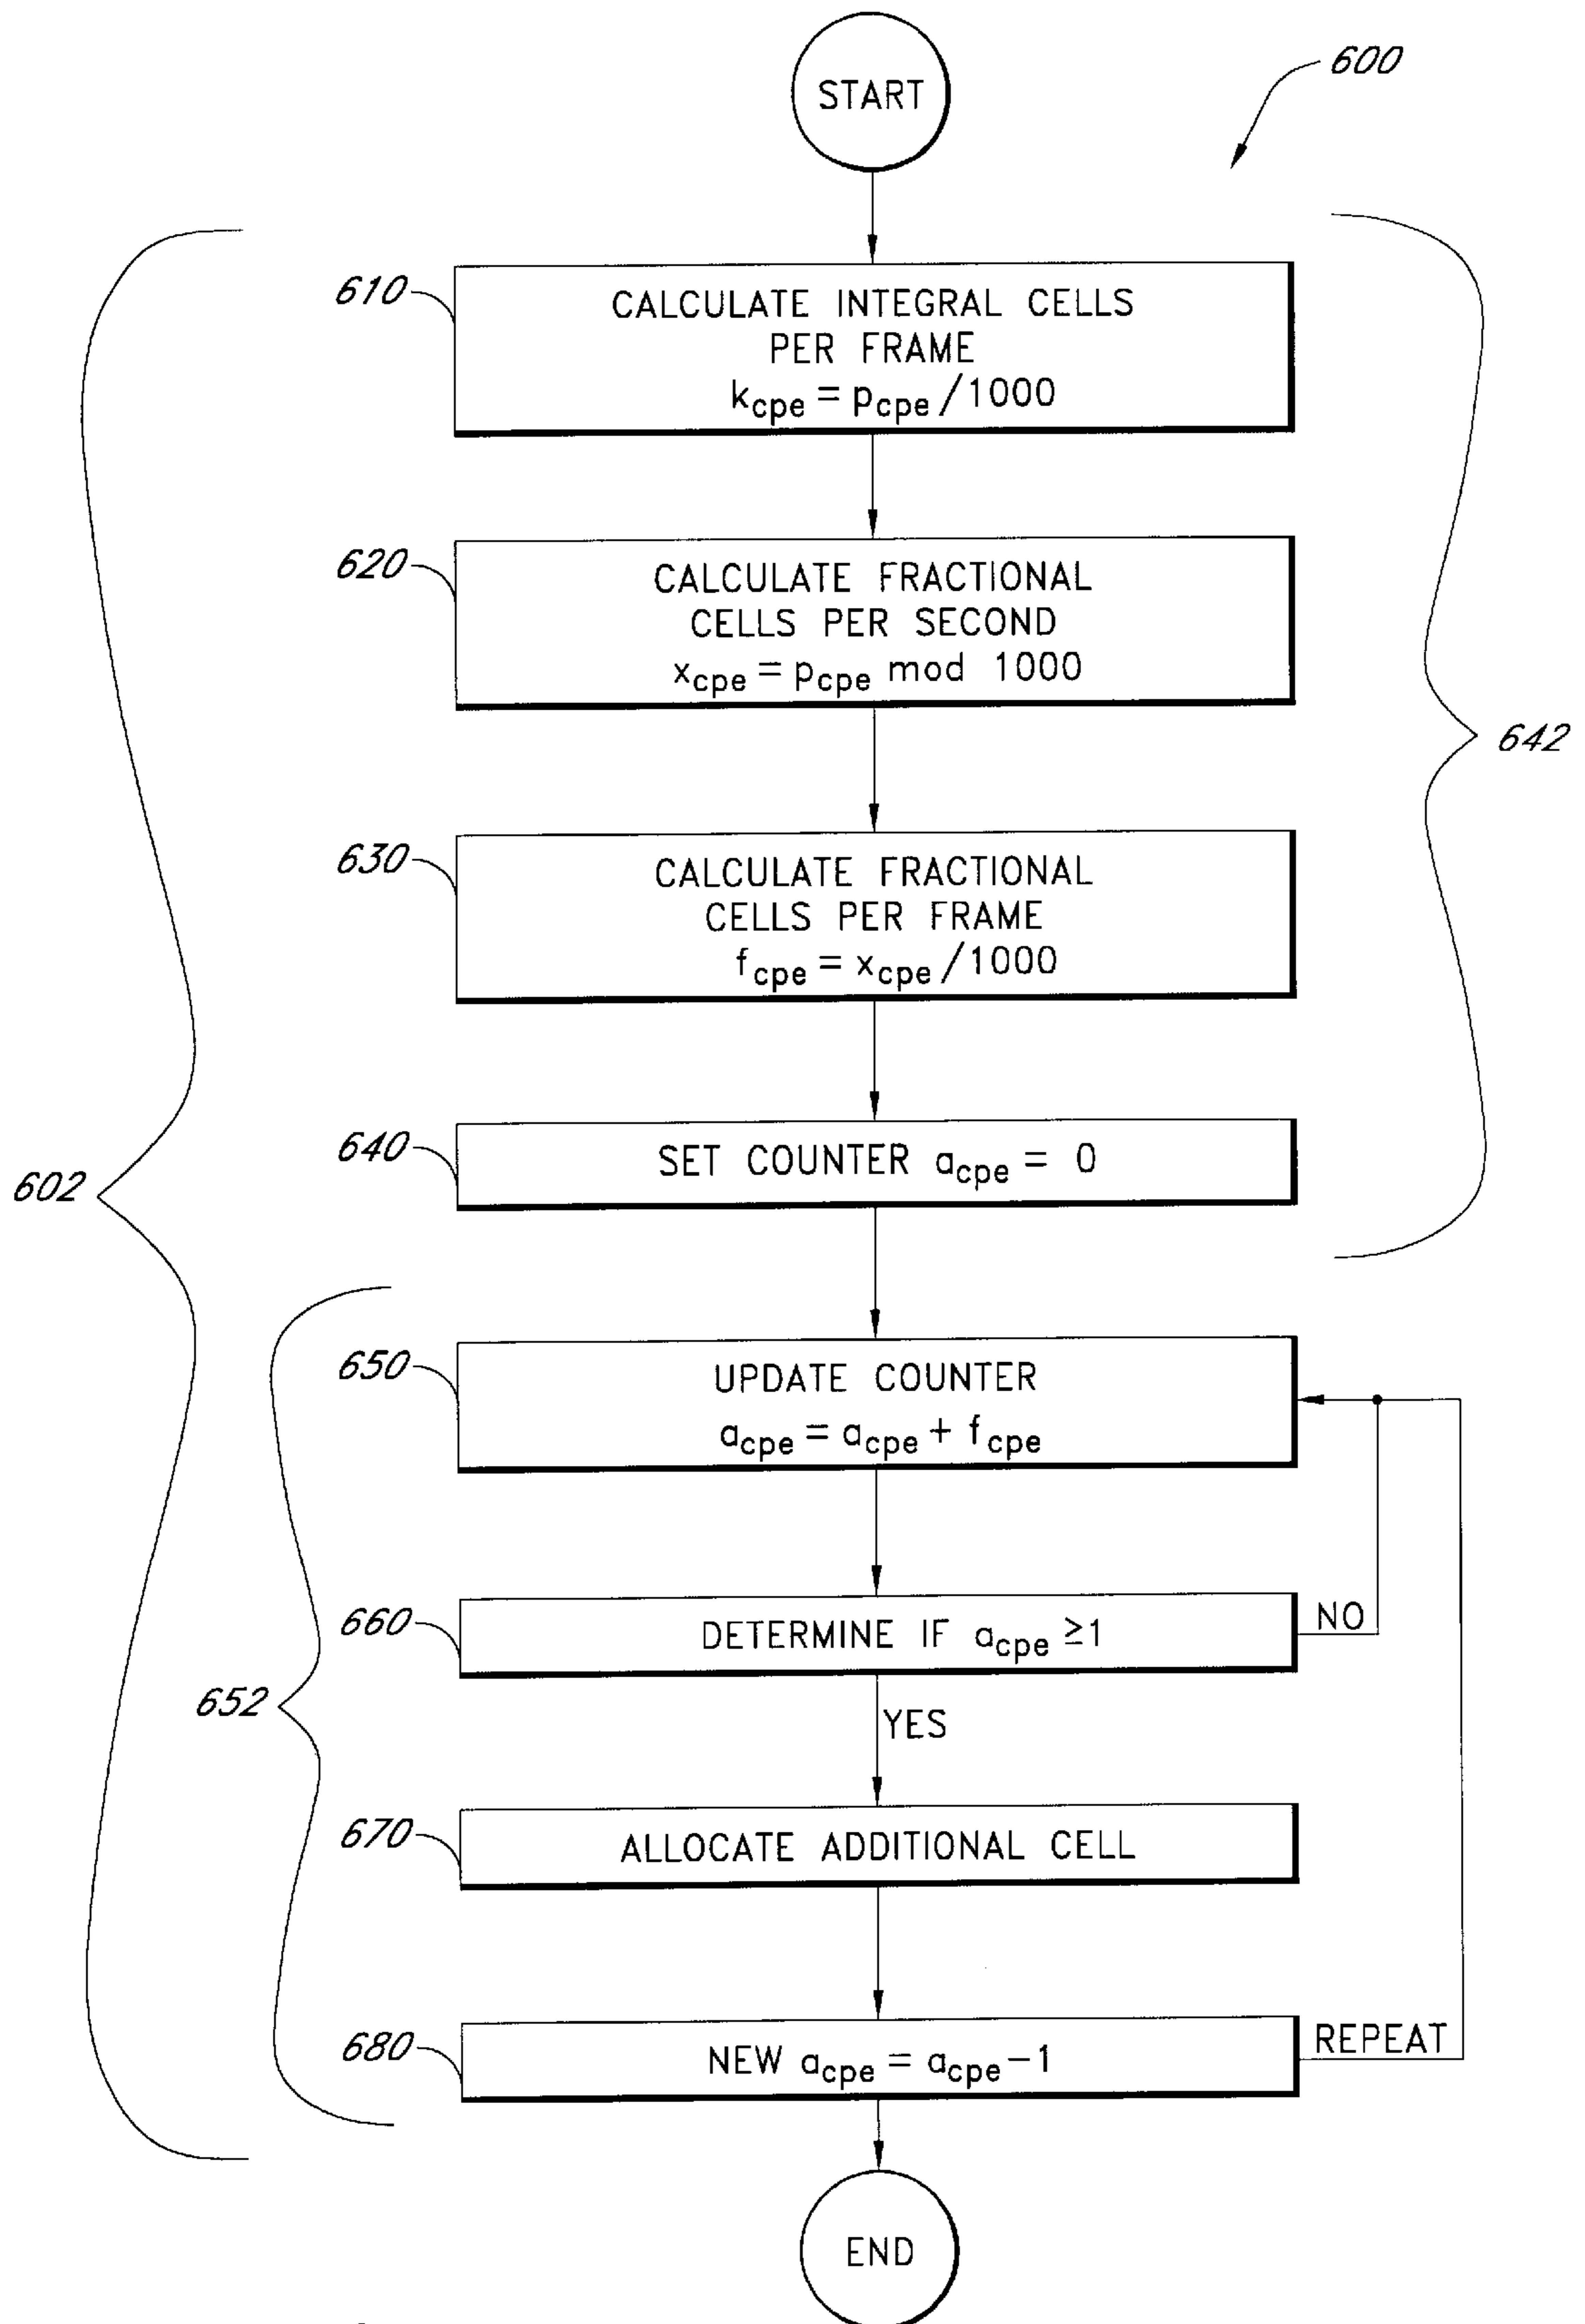 START
600
610
CALCULATE INTEGRAL CELLS
PER FRAME
kcpe = pcpe /1000
620
CALCULATE FRACTIONAL
CELLS PER SECOND
xcpe = pcpe mod 1000
642
630
CALCULATE FRACTIONAL
CELLS PER FRAME
fcpe = xcpe /1000
640
SET COUNTER acpe = 0
602
650
UPDATE COUNTER
acpe = acpe + fcpe
660
DETERMINE IF acpe ≥1
NO
652
YES
670
ALLOCATE ADDITIONAL CELL
680
NEW acpe = acpe −1
REPEAT
END